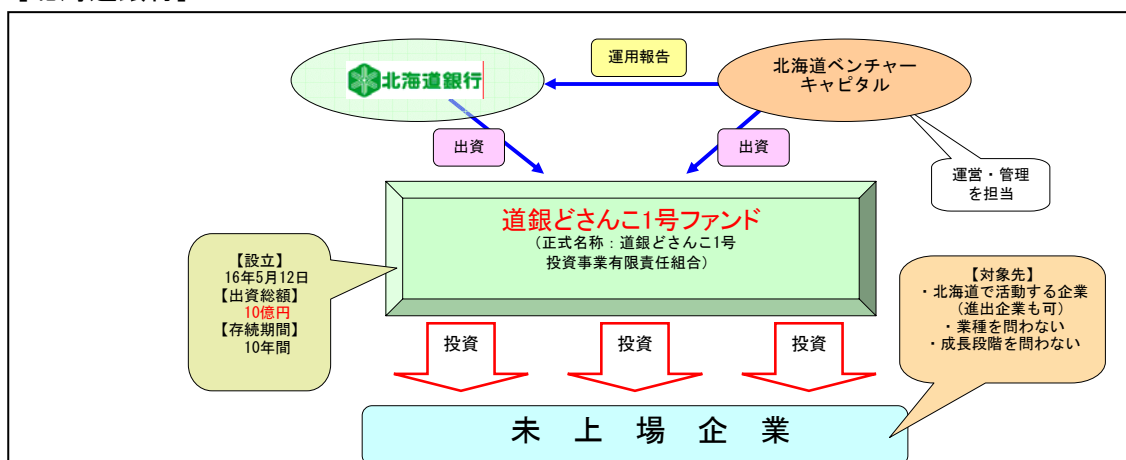 北海道銀行
運用報告
北海道ベンチャー
キャピタル
出資
出資
運営・管理
を担当
道銀どさんこ1号ファンド
(正式名称:道銀どさんこ1号
投資事業有限責任組合)
【設立】
16年5月12日
【出資総額】
10億円
【存続期間】
10年間
【対象先】
・北海道で活動する企業
(進出企業も可)
・業種を問わない
・成長段階を問わない
投資
投資
投資
未上場企業